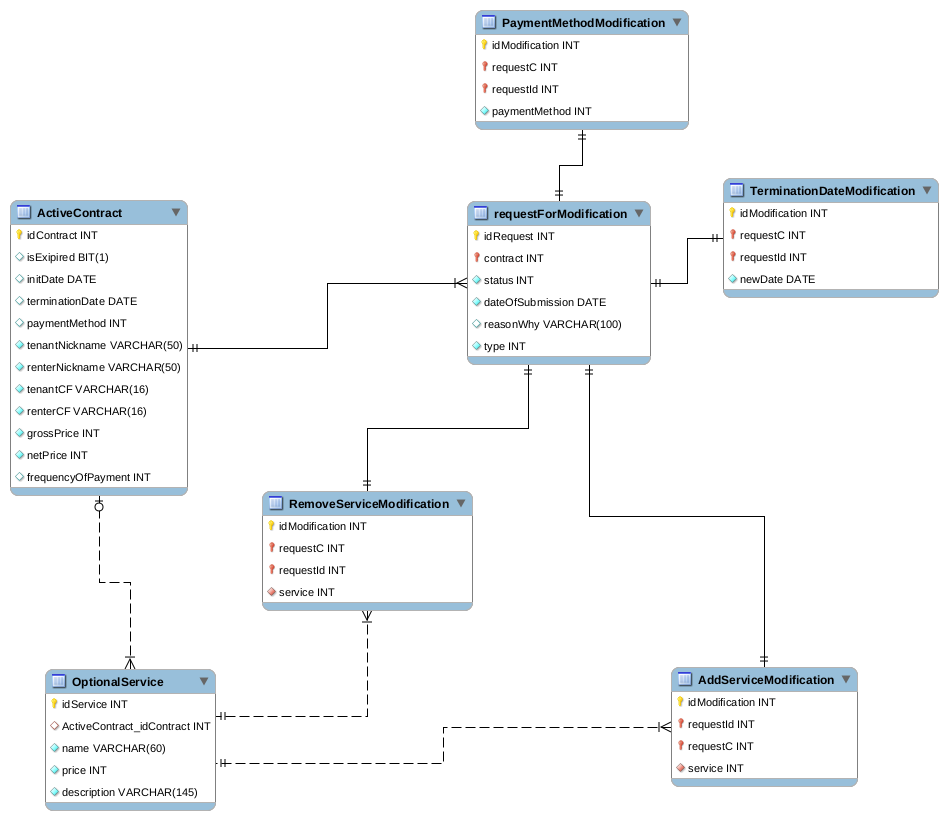 PaymentMethodModification
idModification INT
requestC INT
requestId INT
paymentMethod INT
TerminationDateModification
idModification INT
requestC INT
requestId INT
newDate DATE
ActiveContract
idContract INT
isExipired BIT(1)
initDate DATE
terminationDate DATE
paymentMethod INT
tenantNickname VARCHAR(50)
renterNickname VARCHAR(50)
tenantCF VARCHAR(16)
renterCF VARCHAR(16)
grossPrice INT
netPrice INT
frequencyOfPayment INT
requestForModification
idRequest INT
contract INT
status INT
dateOfSubmission DATE
reasonWhy VARCHAR(100)
type INT
RemoveServiceModification
idModification INT
requestC INT
requestId INT
service INT
OptionalService
idService INT
ActiveContract_idContract INT
name VARCHAR(60)
price INT
description VARCHAR(145)
AddServiceModification
idModification INT
requestId INT
requestC INT
service INT